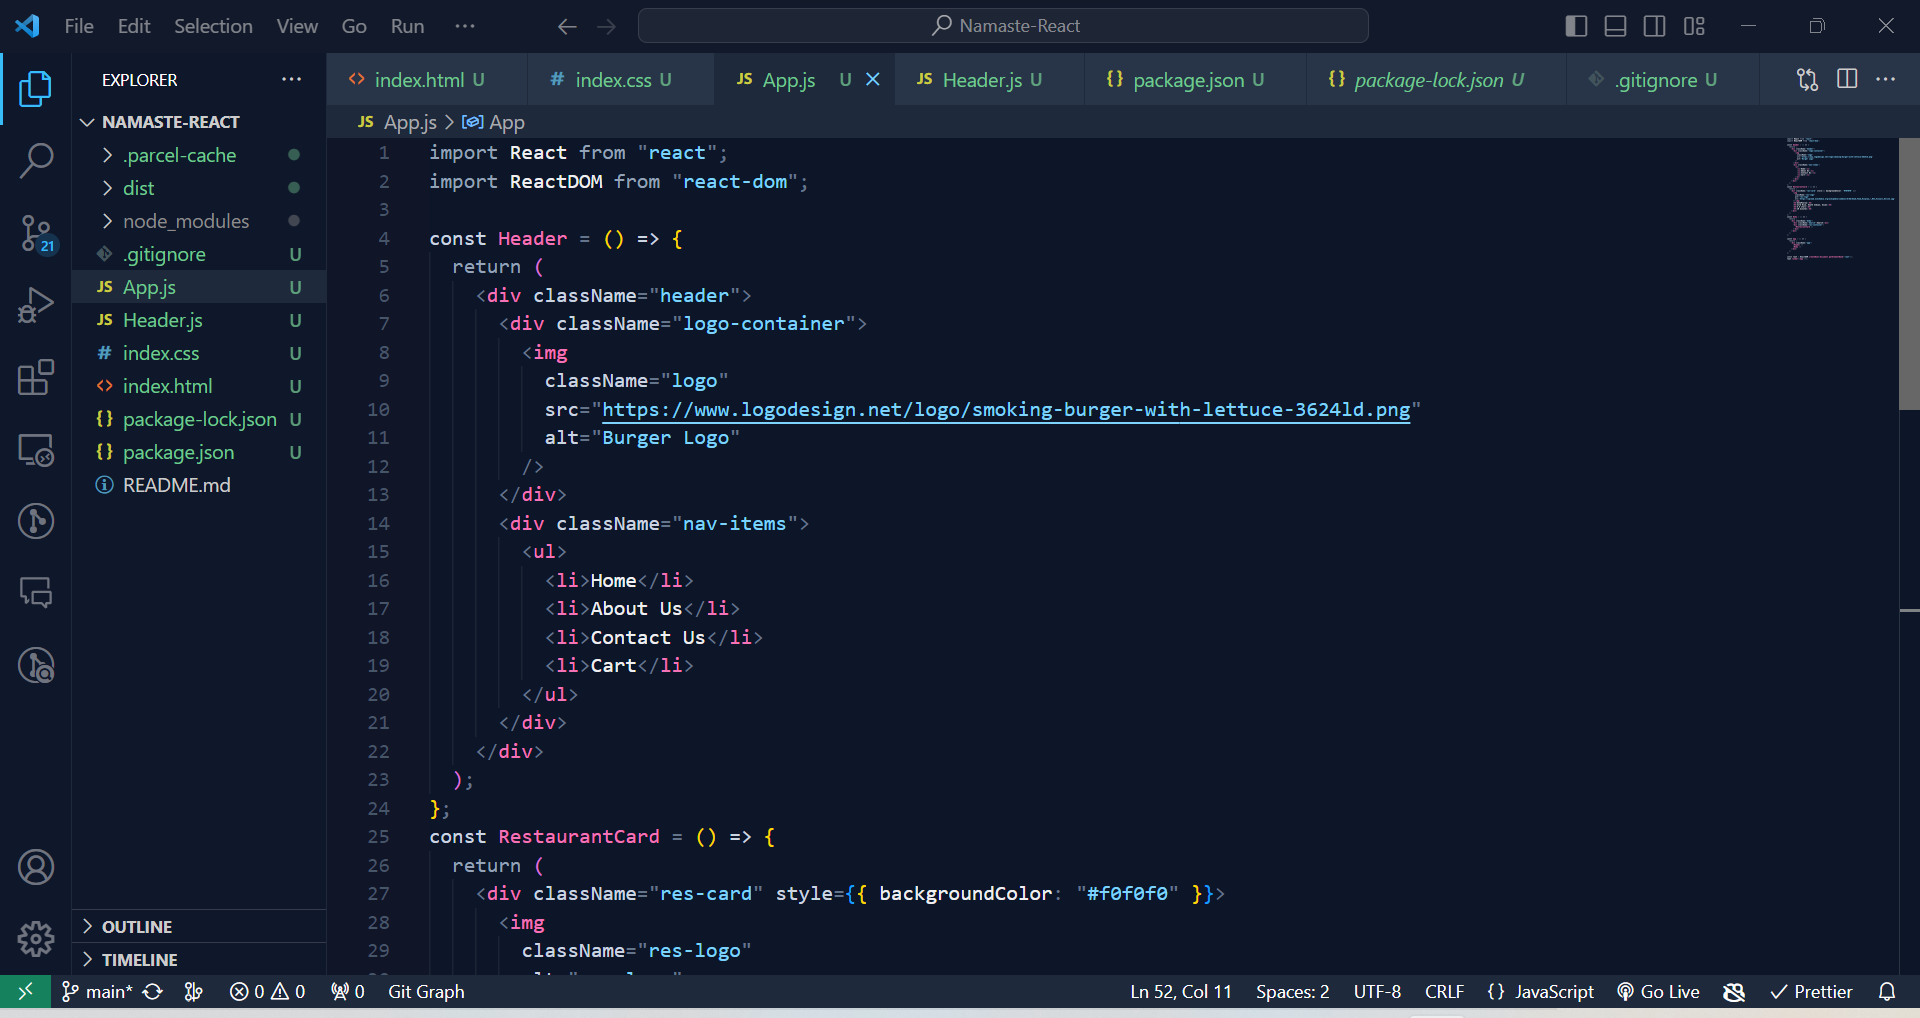 File Edit Selection View Go Run ··· Namaste-React
EXPLORER ···
NAMASTE-REACT
.parcel-cache
dist
node_modules
.gitignore U
JS App.js U
JS Header.js U
# index.css U
<> index.html U
{} package-lock.json U
{} package.json U
README.md
OUTLINE
TIMELINE
21
<> index.html U # index.css U JS App.js U JS Header.js U {} package.json U {} package-lock.json U .gitignore U ···
JS App.js > App
1 import React from "react";
2 import ReactDOM from "react-dom";
3
4 const Header = () => {
5 return (
6 <div className="header">
7 <div className="logo-container">
8 <img
9 className="logo"
10 src="https://www.logodesign.net/logo/smoking-burger-with-lettuce-3624ld.png"
11 alt="Burger Logo"
12 />
13 </div>
14 <div className="nav-items">
15 <ul>
16 <li>Home</li>
17 <li>About Us</li>
18 <li>Contact Us</li>
19 <li>Cart</li>
20 </ul>
21 </div>
22 </div>
23 );
24 };
25 const RestaurantCard = () => {
26 return (
27 <div className="res-card" style={{ backgroundColor: "#f0f0f0" }}>
28 <img
29 className="res-logo"
main* 0 0 0 Git Graph Ln 52, Col 11 Spaces: 2 UTF-8 CRLF {} JavaScript Go Live Prettier